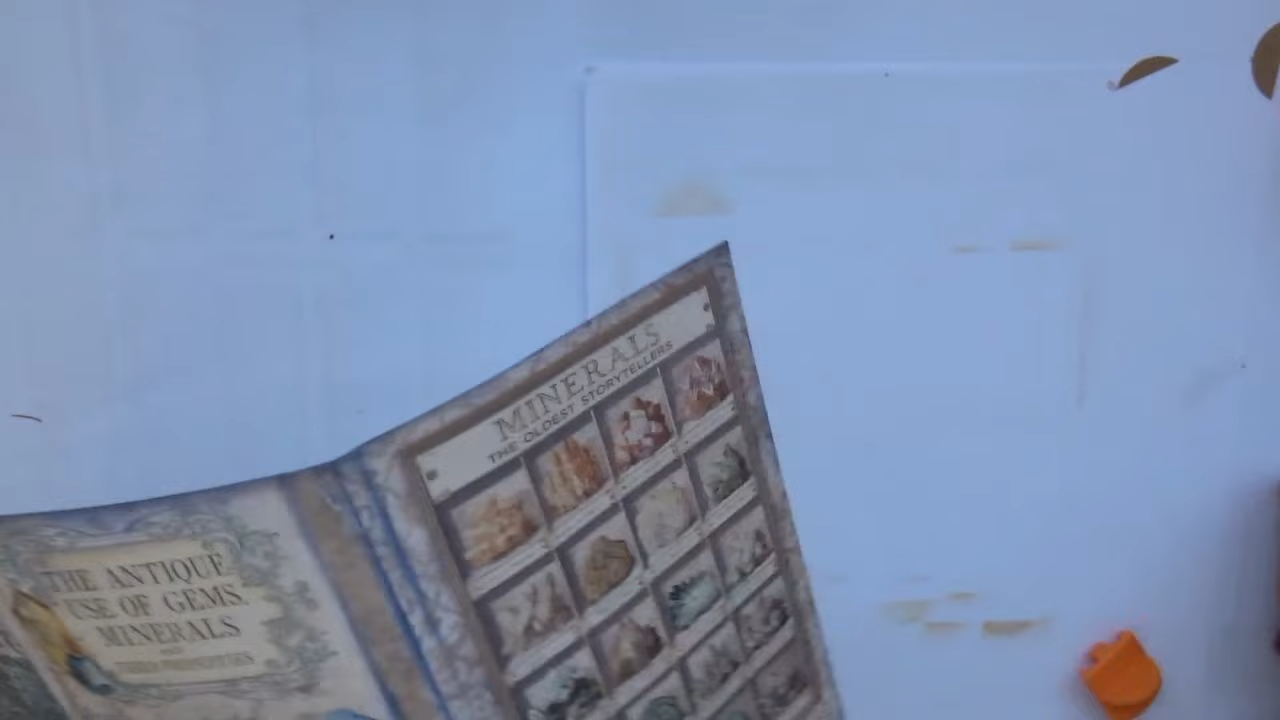 MINERALS
THE OLDEST STORYTELLERS
THE ANTIQUE
USE OF GEMS
MINERALS